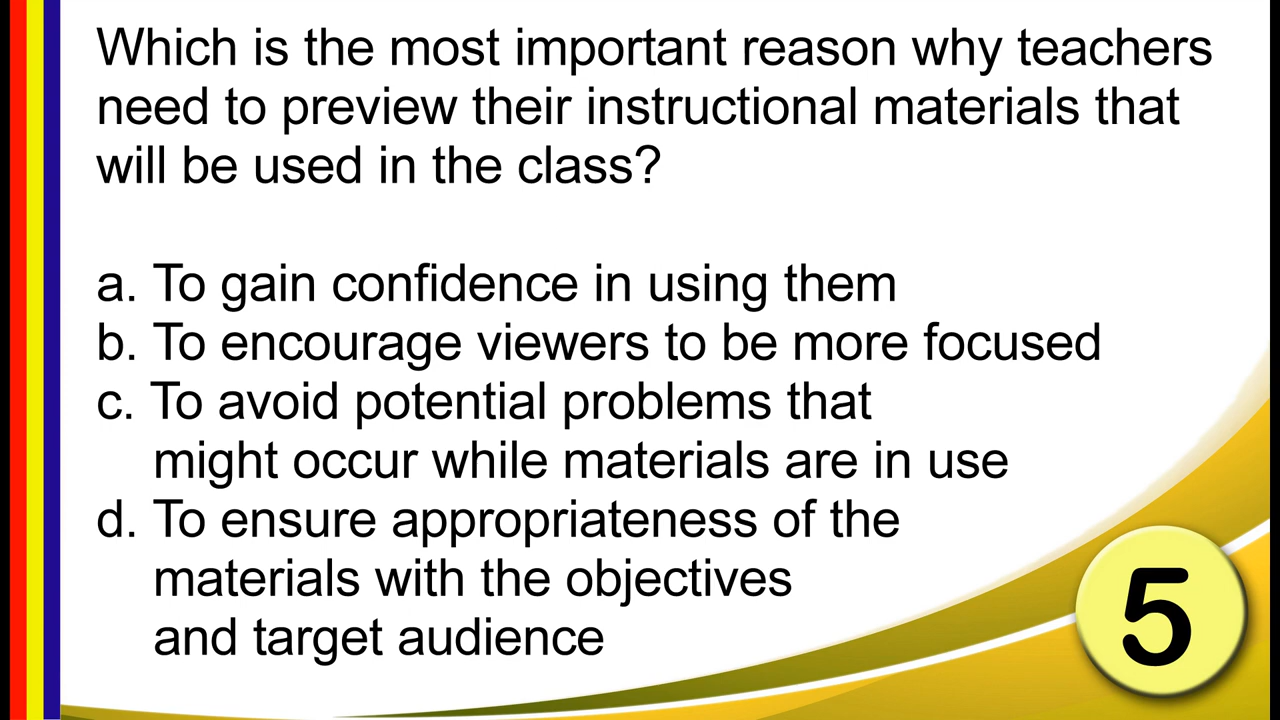 Which is the most important reason why teachers
need to preview their instructional materials that
will be used in the class?
a. To gain confidence in using them
b. To encourage viewers to be more focused
c. To avoid potential problems that
might occur while materials are in use
d. To ensure appropriateness of the
materials with the objectives
and target audience
5